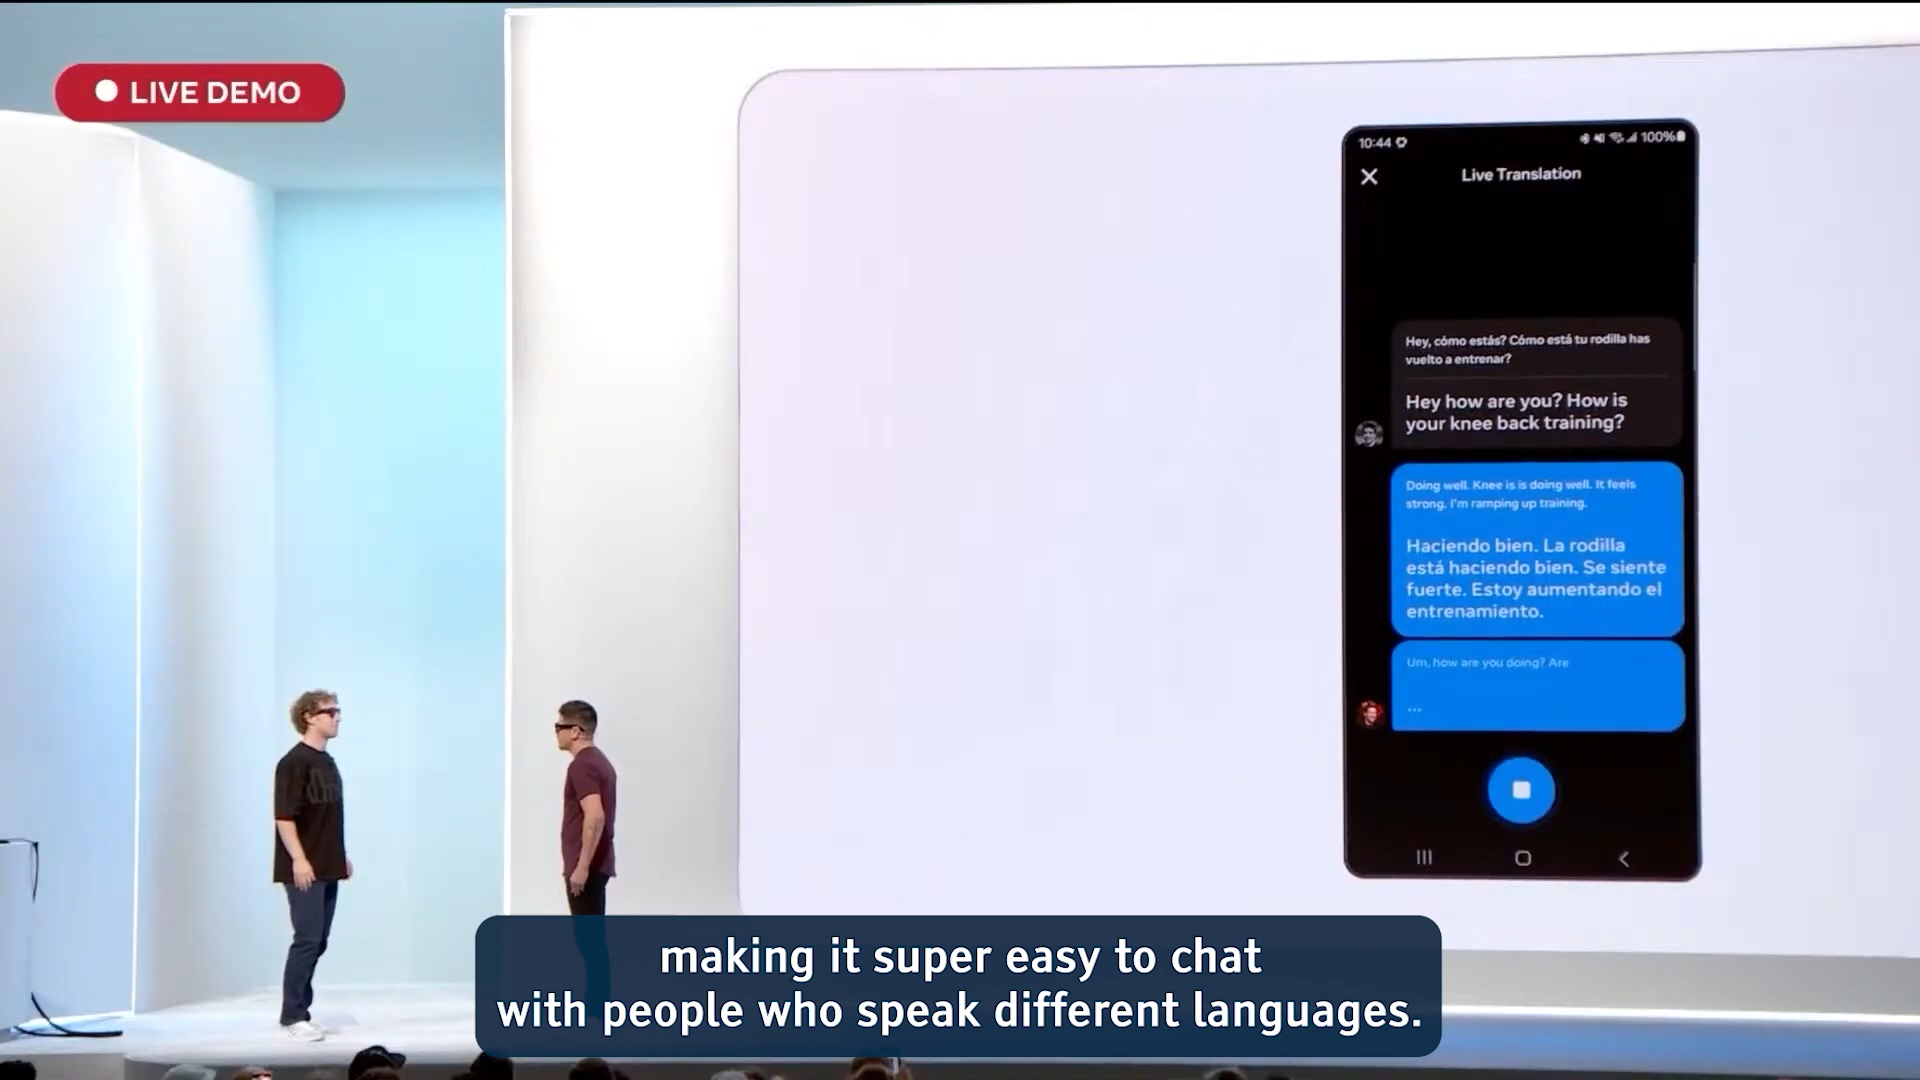 LIVE DEMO
10:44
100%
Live Translation
Hey, cómo estás? Cómo está tu rodilla has
vuelto a entrenar?
Hey how are you? How is
your knee back training?
Doing well. Knee is is doing well. It feels
strong. I'm ramping up training.
Haciendo bien. La rodilla
está haciendo bien. Se siente
fuerte. Estoy aumentando el
entrenamiento.
Um, how are you doing? Are
...
making it super easy to chat
with people who speak different languages.